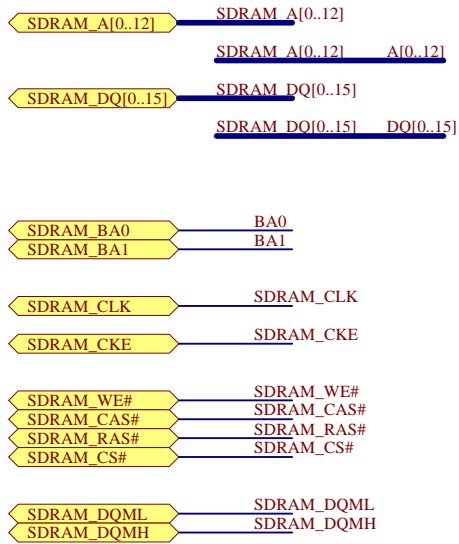 SDRAM_A[0..12] SDRAM_A[0..12]
SDRAM_A[0..12] A[0..12]
SDRAM_DQ[0..15] SDRAM_DQ[0..15]
SDRAM_DQ[0..15] DQ[0..15]
SDRAM_BA0 BA0
SDRAM_BA1 BA1
SDRAM_CLK SDRAM_CLK
SDRAM_CKE SDRAM_CKE
SDRAM_WE# SDRAM_WE#
SDRAM_CAS# SDRAM_CAS#
SDRAM_RAS# SDRAM_RAS#
SDRAM_CS# SDRAM_CS#
SDRAM_DQML SDRAM_DQML
SDRAM_DQMH SDRAM_DQMH